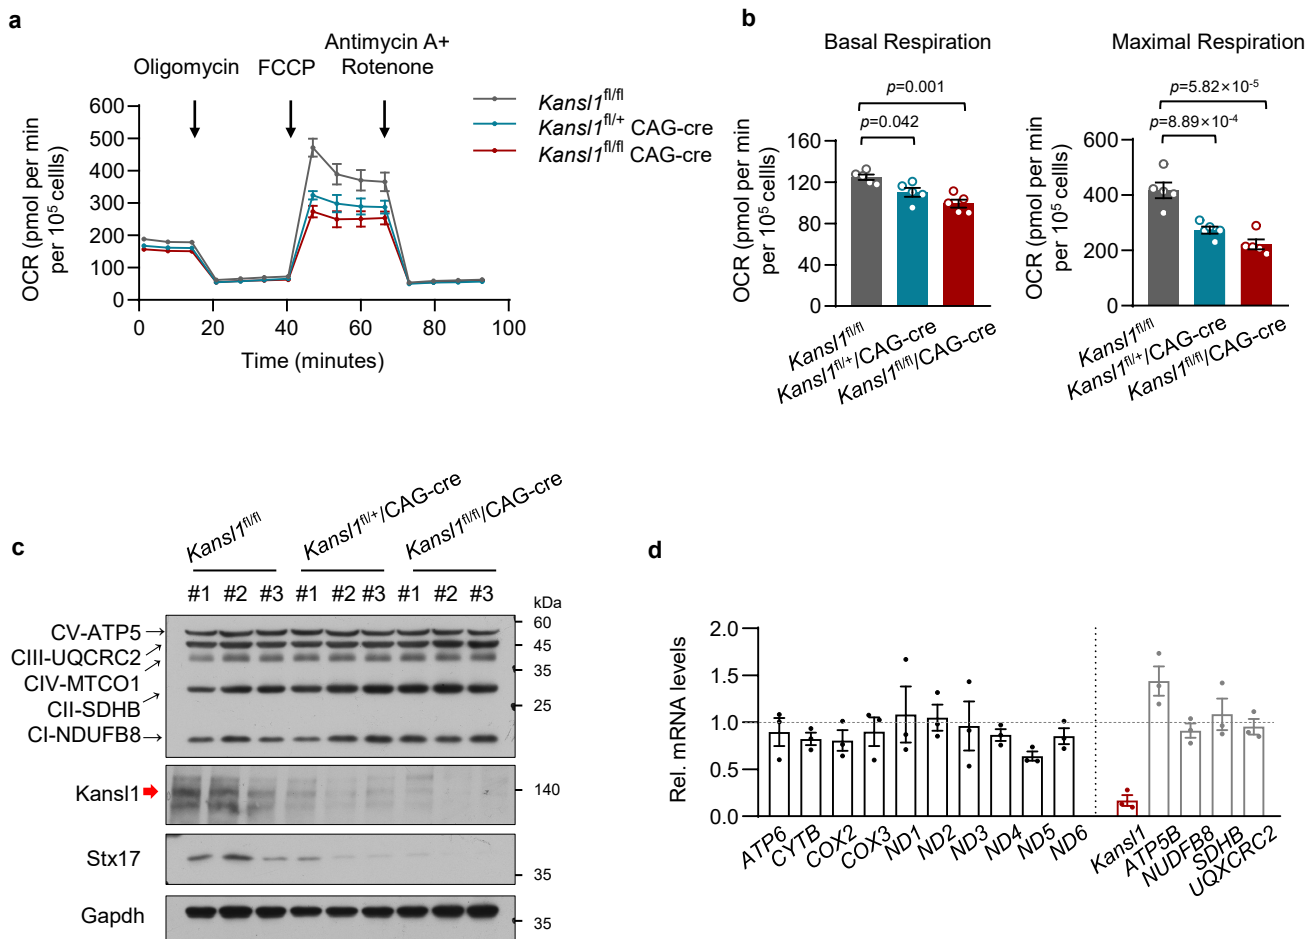 a
Oligomycin
FCCP
Antimycin A+
Rotenone
Kansl1fl/fl
Kansl1fl/+ CAG-cre
Kansl1fl/fl CAG-cre
OCR (pmol per min
per 10⁵ cellls)
600
500
400
300
200
100
0
0
20
40
60
80
100
Time (minutes)
b
Basal Respiration
p=0.001
p=0.042
OCR (pmol per min
per 10⁵ cellls)
160
120
80
40
0
Kansl1fl/fl
Kansl1fl/+/CAG-cre
Kansl1fl/fl/CAG-cre
Maximal Respiration
p=5.82×10⁻⁵
p=8.89×10⁻⁴
OCR (pmol per min
per 10⁵ cellls)
600
400
200
0
Kansl1fl/fl
Kansl1fl/+/CAG-cre
Kansl1fl/fl/CAG-cre
c
Kansl1fl/fl
Kansl1fl/+/CAG-cre
Kansl1fl/fl/CAG-cre
#1 #2 #3 #1 #2 #3 #1 #2 #3
kDa
CV-ATP5
CIII-UQCRC2
CIV-MTCO1
CII-SDHB
CI-NDUFB8
60
45
35
25
Kansl1
140
Stx17
35
Gapdh
35
d
Rel. mRNA levels
2.0
1.5
1.0
0.5
0.0
ATP6
CYTB
COX2
COX3
ND1
ND2
ND3
ND4
ND5
ND6
Kansl1
ATP5B
NUDFB8
SDHB
UQXCRC2